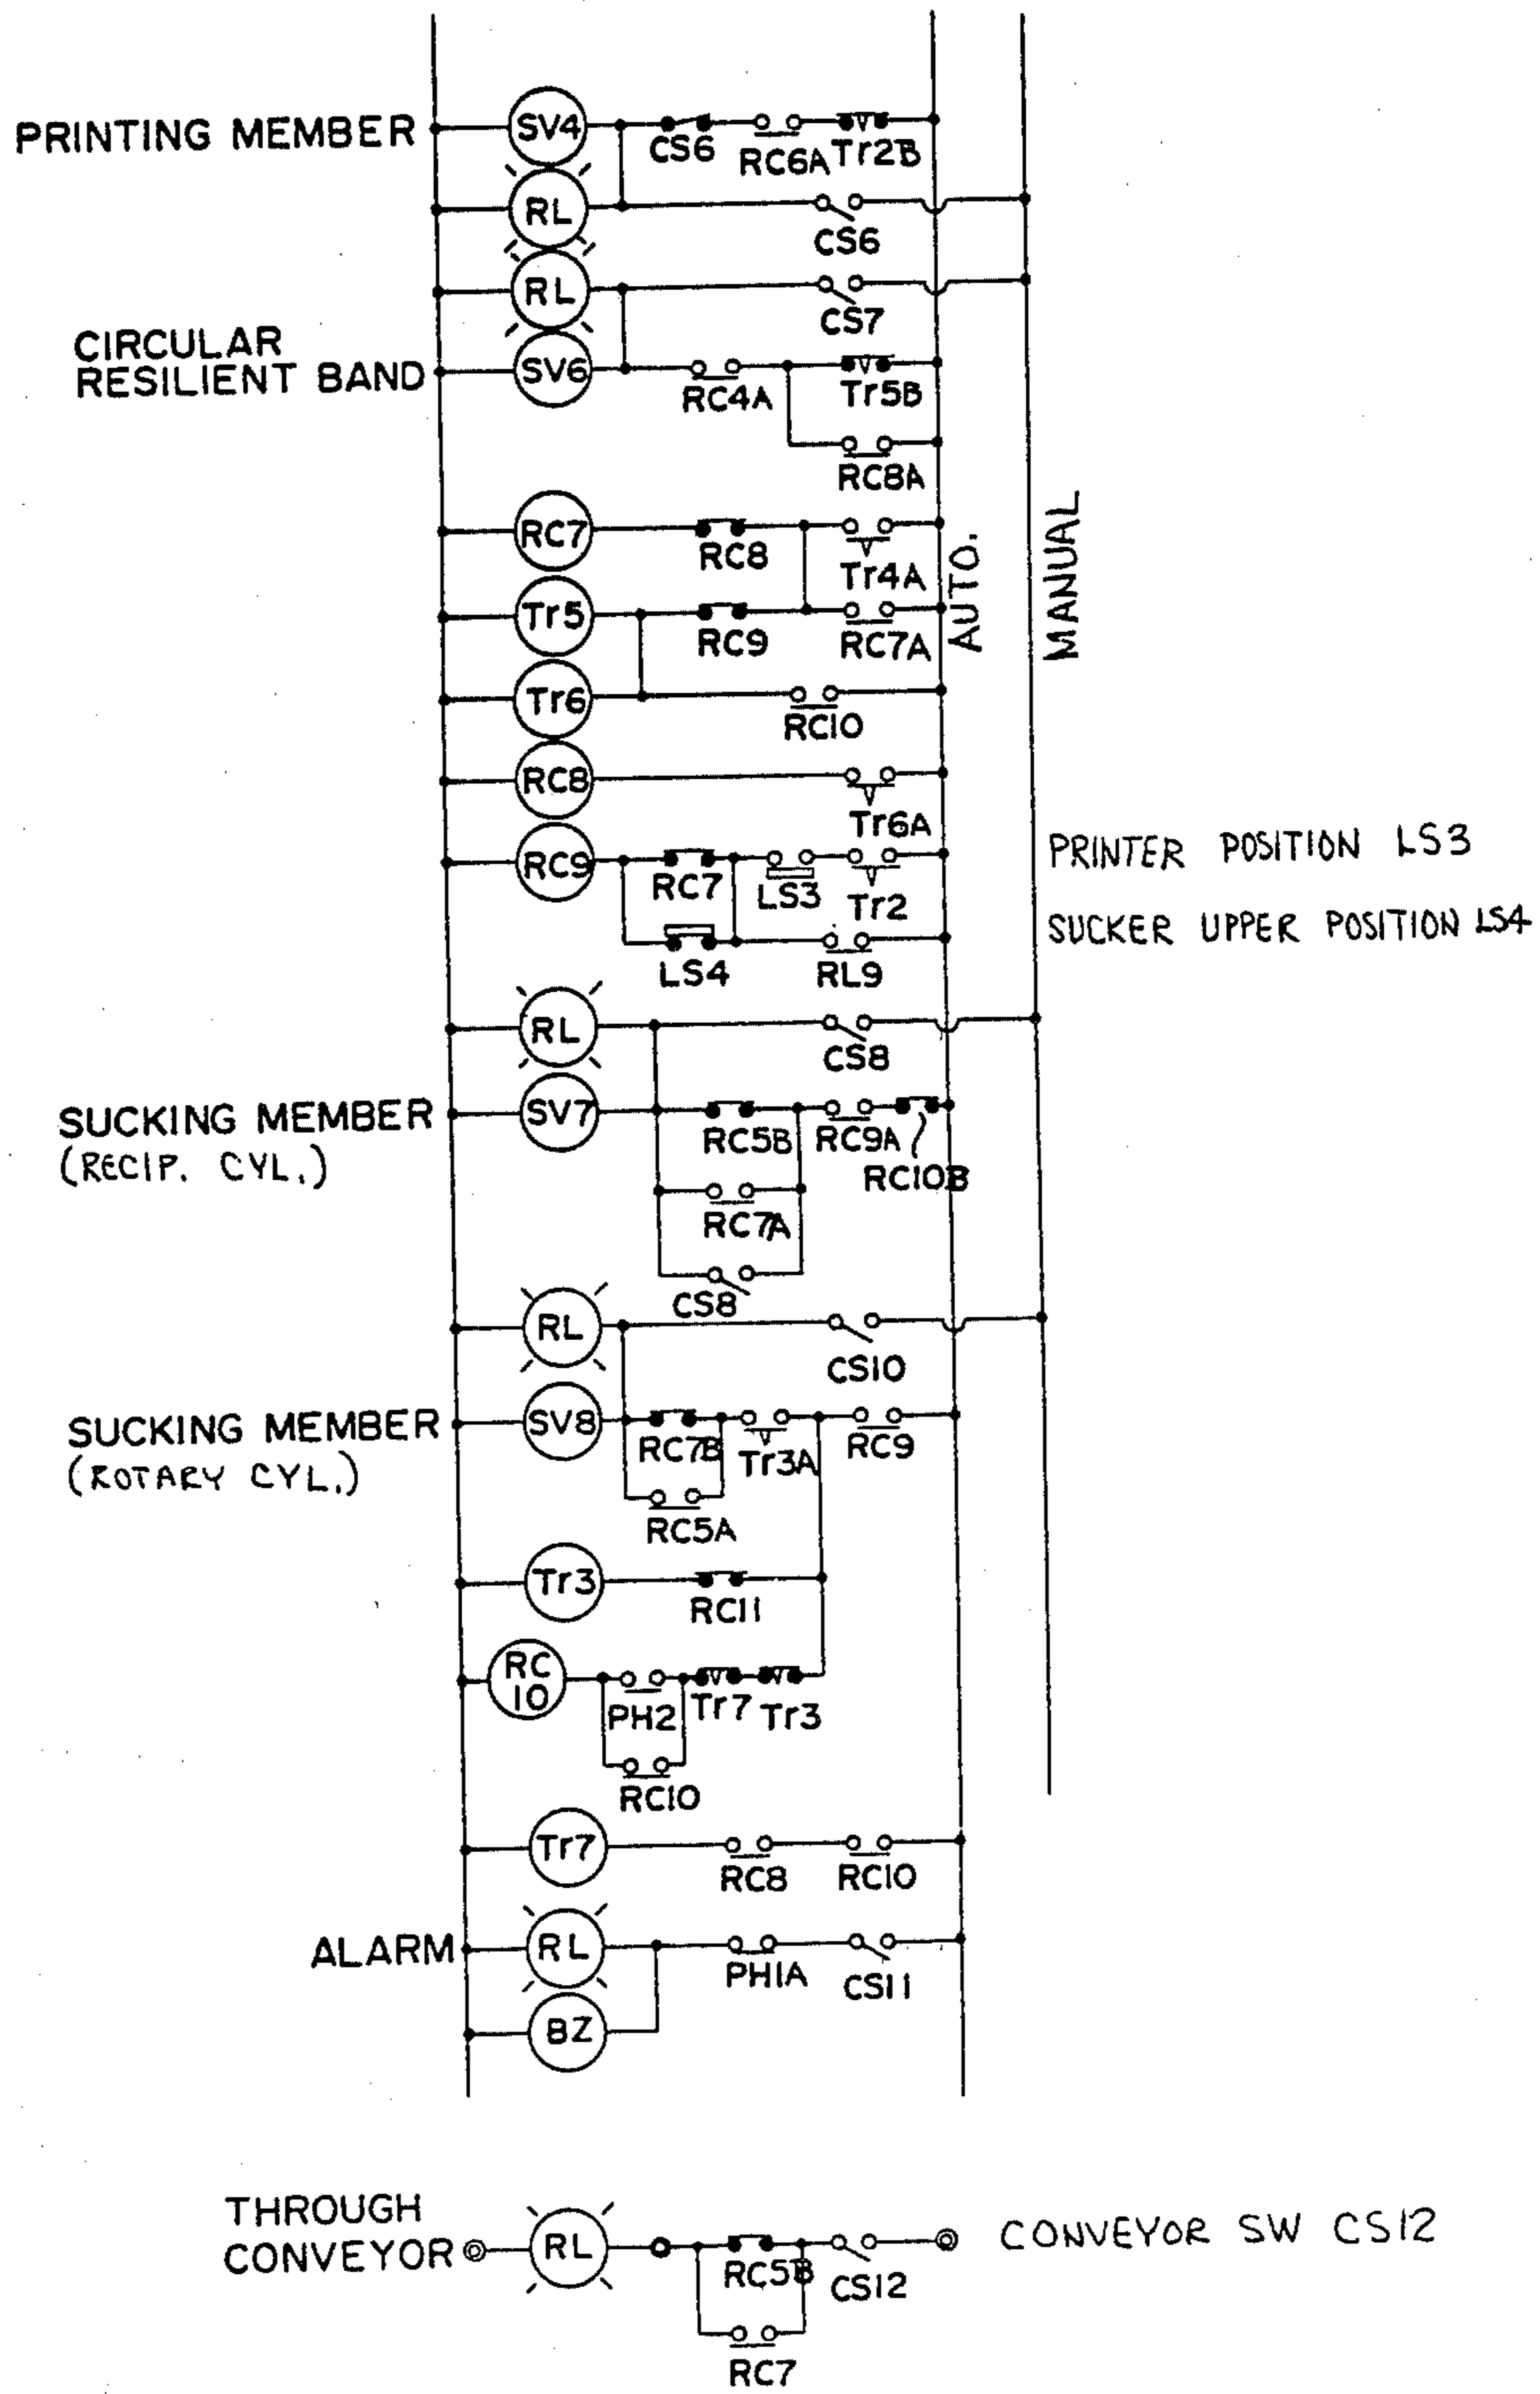 PRINTING MEMBER
SV4
CS6
RC6A
Tr2B
RL
CS6
RL
CS7
CIRCULAR
RESILIENT BAND
SV6
RC4A
Tr5B
RC8A
RC7
RC8
Tr4A
AUTO.
MANUAL
Tr5
RC9
RC7A
Tr6
RC10
RC8
Tr6A
RC9
RC7
LS3
Tr2
PRINTER POSITION LS3
LS4
RL9
SUCKER UPPER POSITION LS4
RL
CS8
SUCKING MEMBER
(RECIP. CYL.)
SV7
RC5B
RC9A
RC10B
RC7A
CS8
RL
CS10
SUCKING MEMBER
(ROTARY CYL.)
SV8
RC7B
Tr3A
RC9
RC5A
Tr3
RC11
RC
10
PH2
Tr7
Tr3
RC10
Tr7
RC8
RC10
ALARM
RL
PH1A
CS11
BZ
THROUGH
CONVEYOR
RL
RC5B
CS12
CONVEYOR SW CS12
RC7